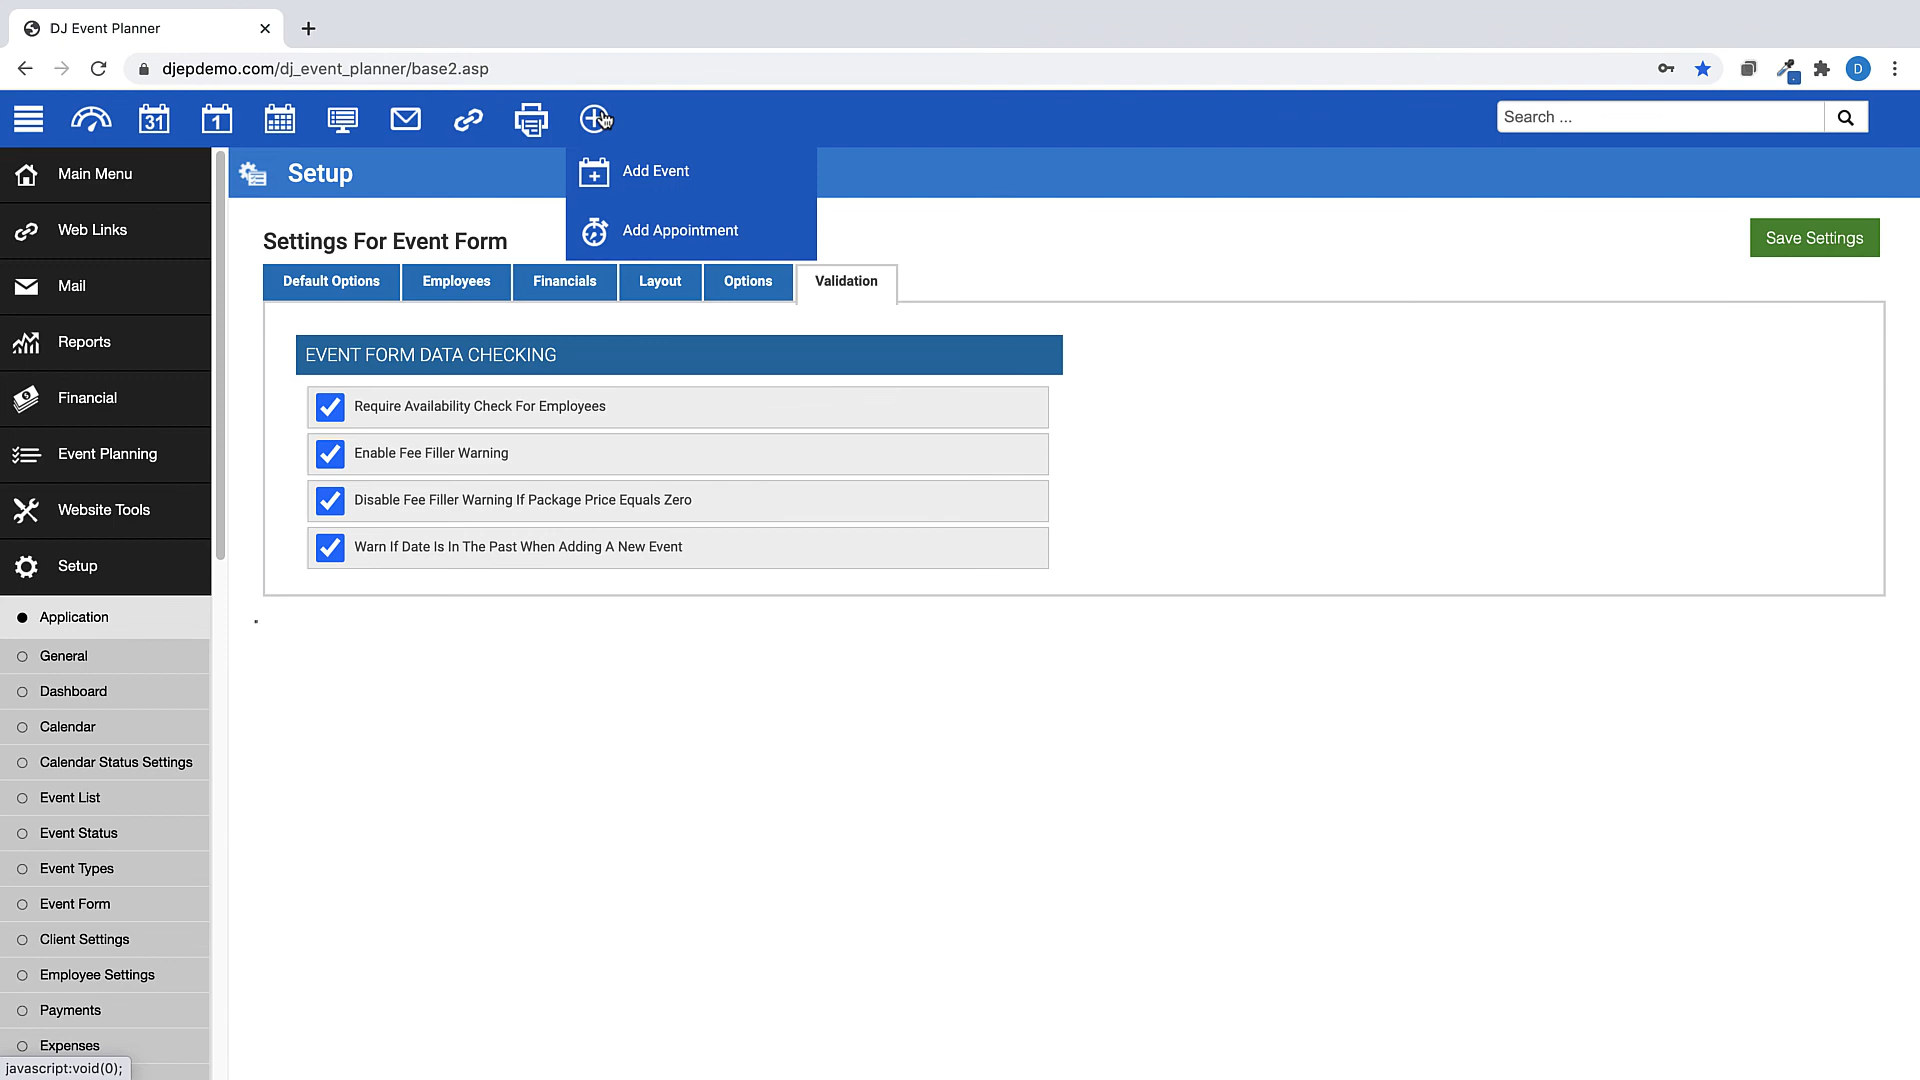 DJ Event Planner
djepdemo.com/dj_event_planner/base2.asp
D
31
1
Search ...
Main Menu
Web Links
Mail
Reports
Financial
Event Planning
Website Tools
Setup
Application
General
Dashboard
Calendar
Calendar Status Settings
Event List
Event Status
Event Types
Event Form
Client Settings
Employee Settings
Payments
Expenses
javascript:void(0);
Setup
Add Event
Add Appointment
Settings For Event Form
Save Settings
Default Options
Employees
Financials
Layout
Options
Validation
EVENT FORM DATA CHECKING
Require Availability Check For Employees
Enable Fee Filler Warning
Disable Fee Filler Warning If Package Price Equals Zero
Warn If Date Is In The Past When Adding A New Event